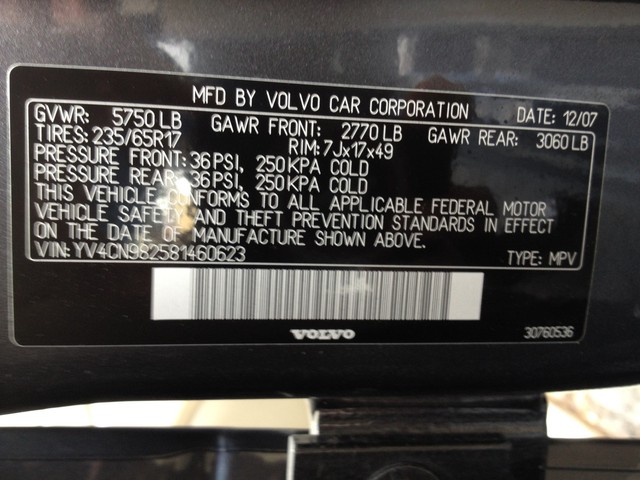 MFD BY VOLVO CAR CORPORATION DATE: 12/07
GVWR: 5750 LB GAWR FRONT: 2770 LB GAWR REAR: 3060 LB
TIRES: 235/65R17 RIM: 7Jx17x49
PRESSURE FRONT: 36 PSI, 250 KPA COLD
PRESSURE REAR: 36 PSI, 250 KPA COLD
THIS VEHICLE CONFORMS TO ALL APPLICABLE FEDERAL MOTOR
VEHICLE SAFETY AND THEFT PREVENTION STANDARDS IN EFFECT
ON THE DATE OF MANUFACTURE SHOWN ABOVE.
VIN: YV4CN982581460623 TYPE: MPV
VOLVO 30760536